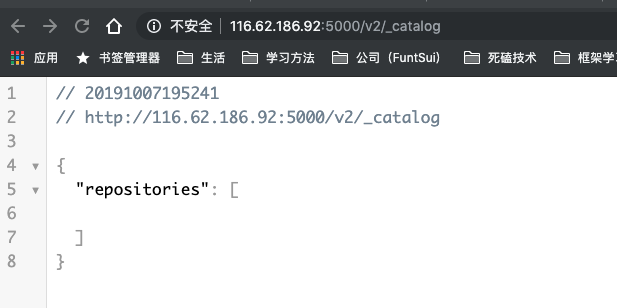 不安全 | 116.62.186.92:5000/v2/_catalog
应用 书签管理器 生活 学习方法 公司（FuntSui） 死磕技术 框架学
1 // 20191007195241
2 // http://116.62.186.92:5000/v2/_catalog
3
4 {
5 "repositories": [
6
7 ]
8 }